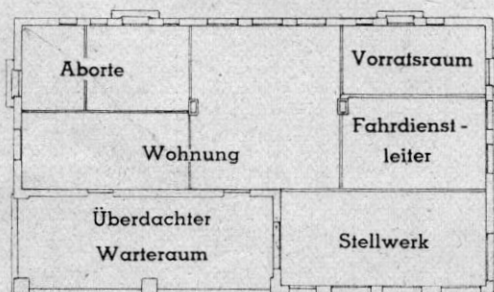 Aborte
Vorratsraum
Fahrdienst-
leiter
Wohnung
Überdachter
Warteraum
Stellwerk